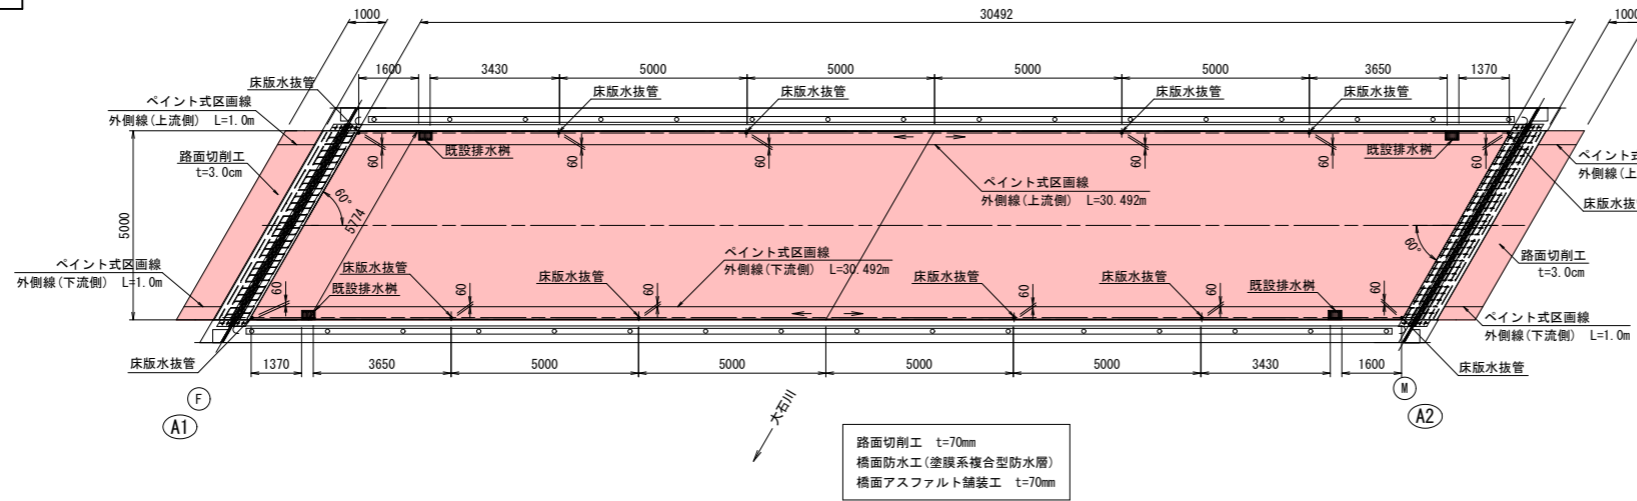 1000
30492
1000
1600
3430
5000
5000
5000
5000
3650
1370
床版水抜管
床版水抜管
床版水抜管
床版水抜管
床版水抜管
ペイント式区画線
外側線(上流側) L=1.0m
路面切削工
t=3.0cm
既設排水桝
既設排水桝
60
60
60
60
60
ペイント式区画線
外側線(上流側) L=30.492m
床版水抜
路面切削工
t=3.0cm
5000
60°
5774
60°
ペイント式区画線
外側線(下流側) L=1.0m
床版水抜管
既設排水桝
床版水抜管
ペイント式区画線
外側線(下流側) L=30.492m
床版水抜管
床版水抜管
既設排水桝
60
60
60
60
60
60
ペイント式区画線
外側線(下流側) L=1.0m
床版水抜管
床版水抜管
1370
3650
5000
5000
5000
5000
3430
1600
F
A1
M
A2
大石川
路面切削工 t=70mm
橋面防水工(塗膜系複合型防水層)
橋面アスファルト舗装工 t=70mm